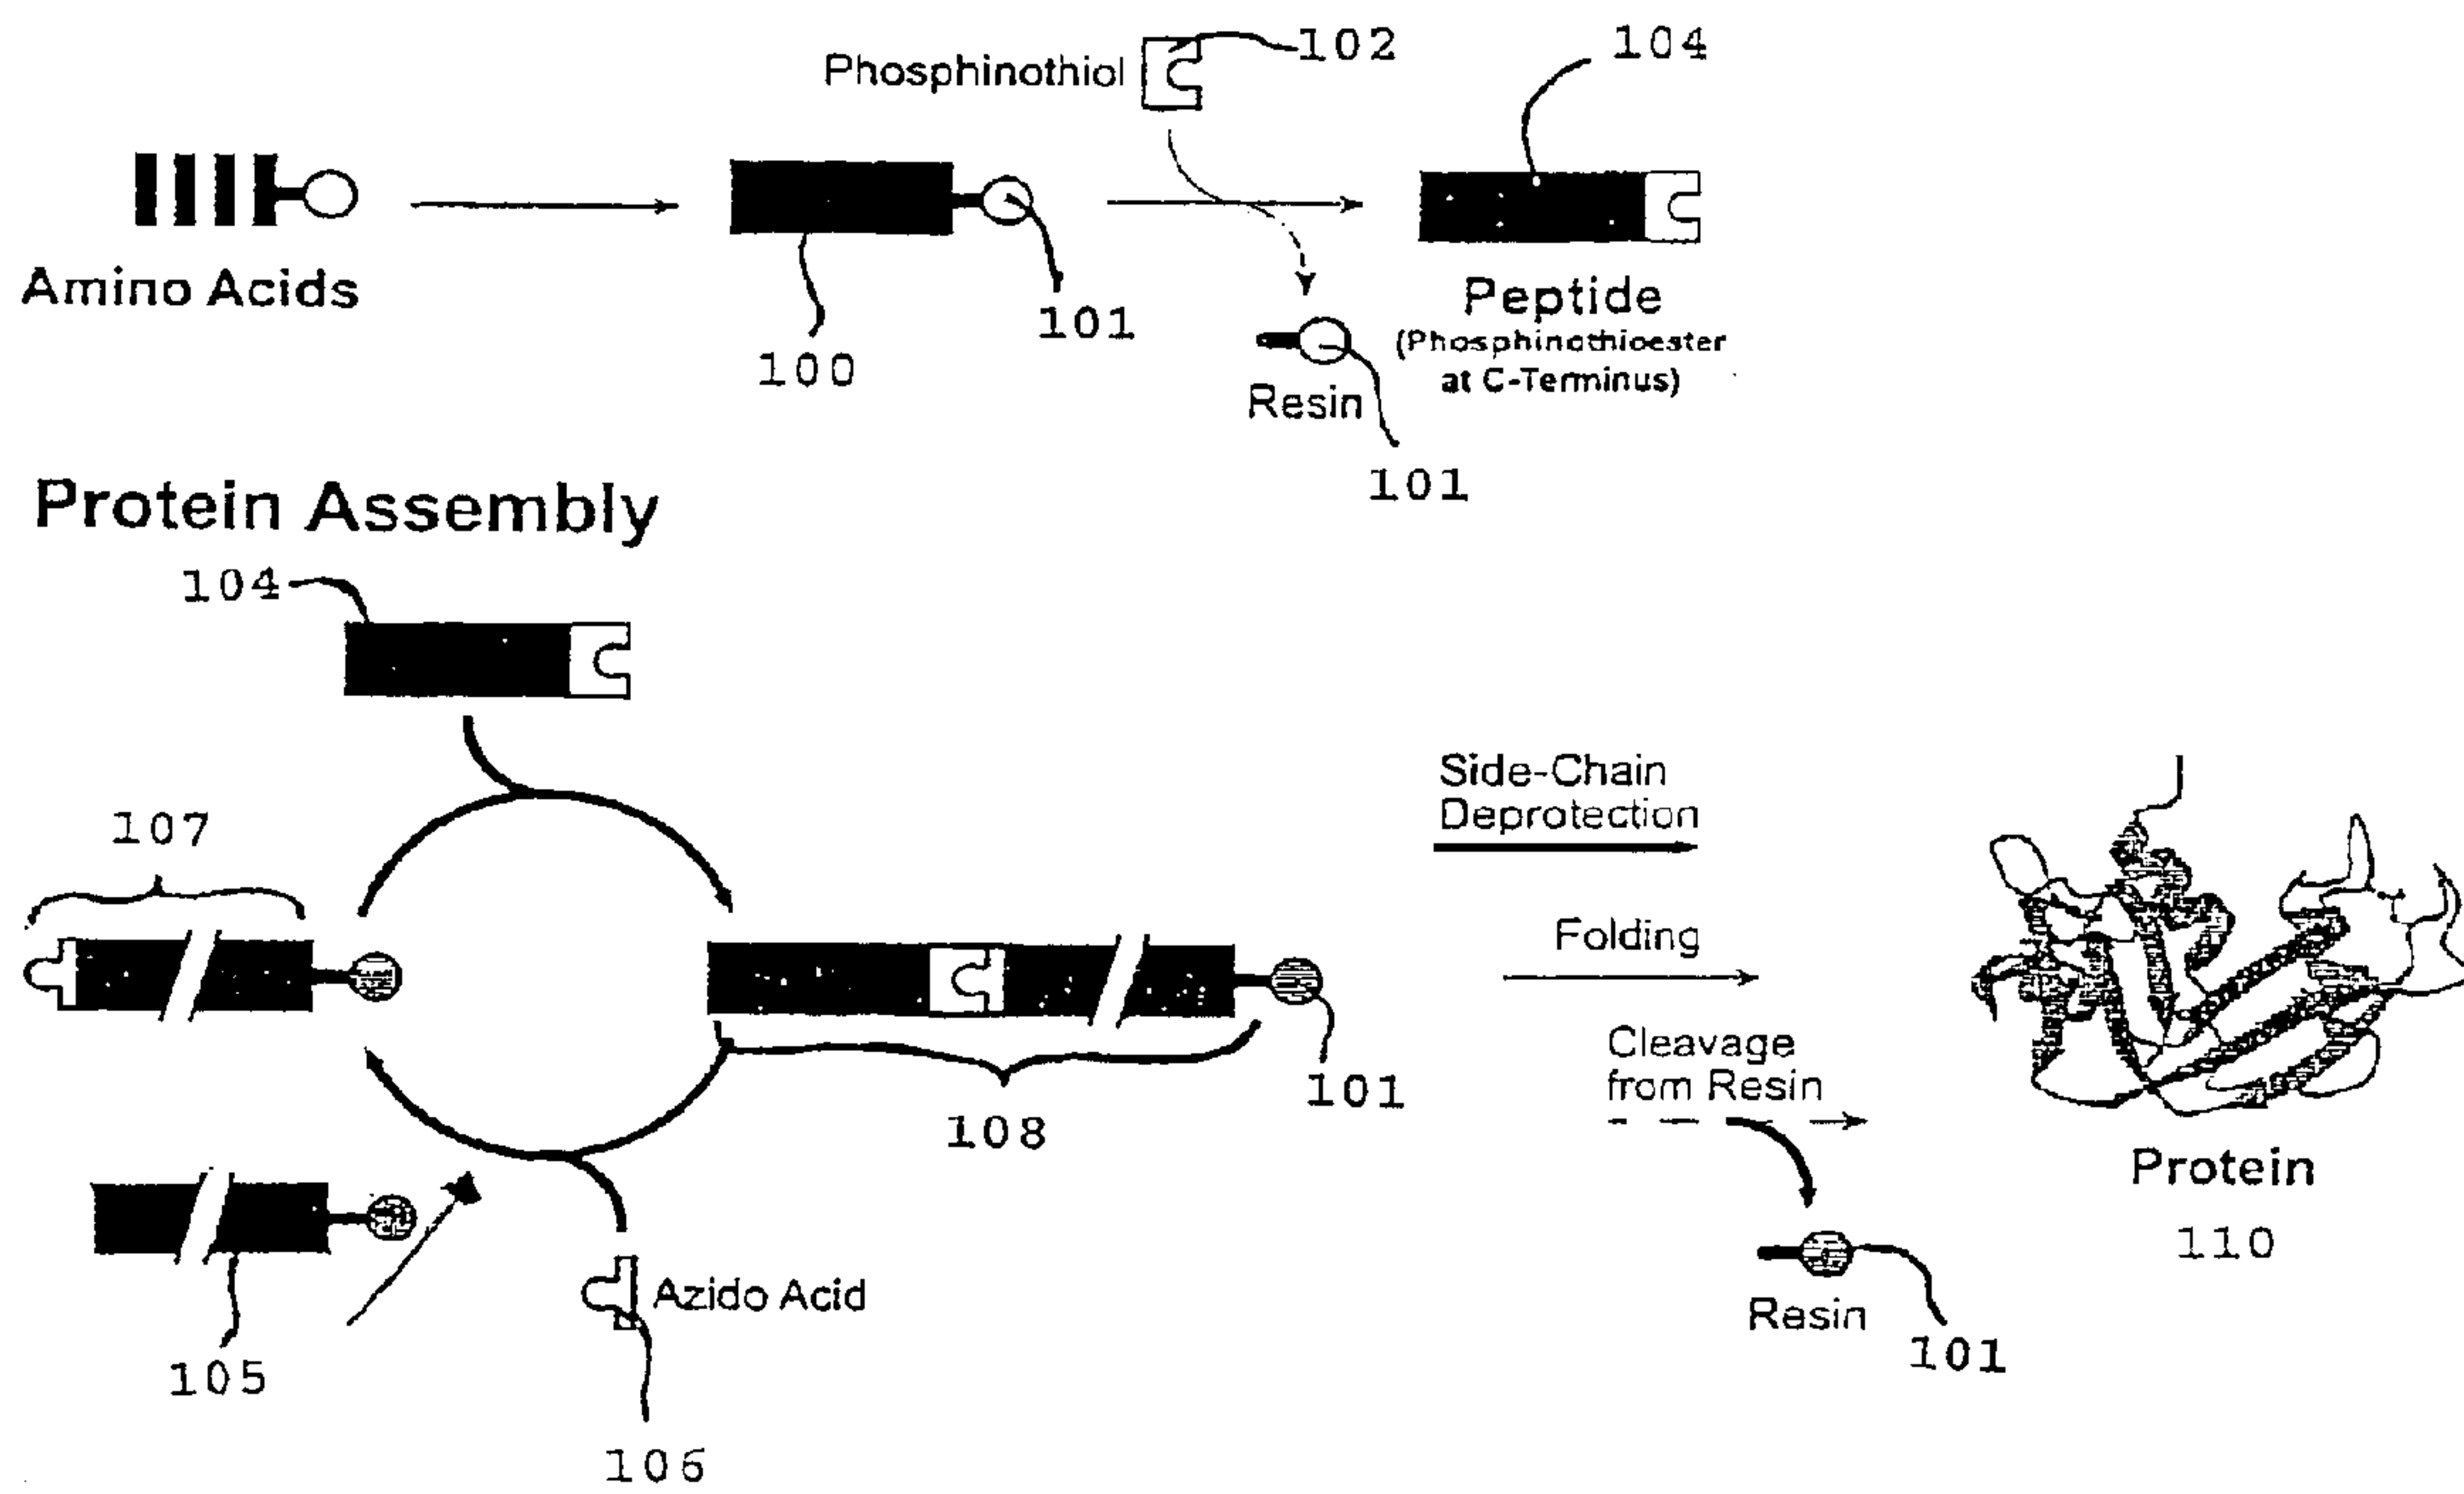 Phosphinothiol
102
104
Amino Acids
100
101
Resin
101
Peptide
(Phosphinothioester
at C-Terminus)
Protein Assembly
104
107
105
106
Azido Acid
108
101
Side-Chain
Deprotection
Folding
Cleavage
from Resin
Resin
101
Protein
110